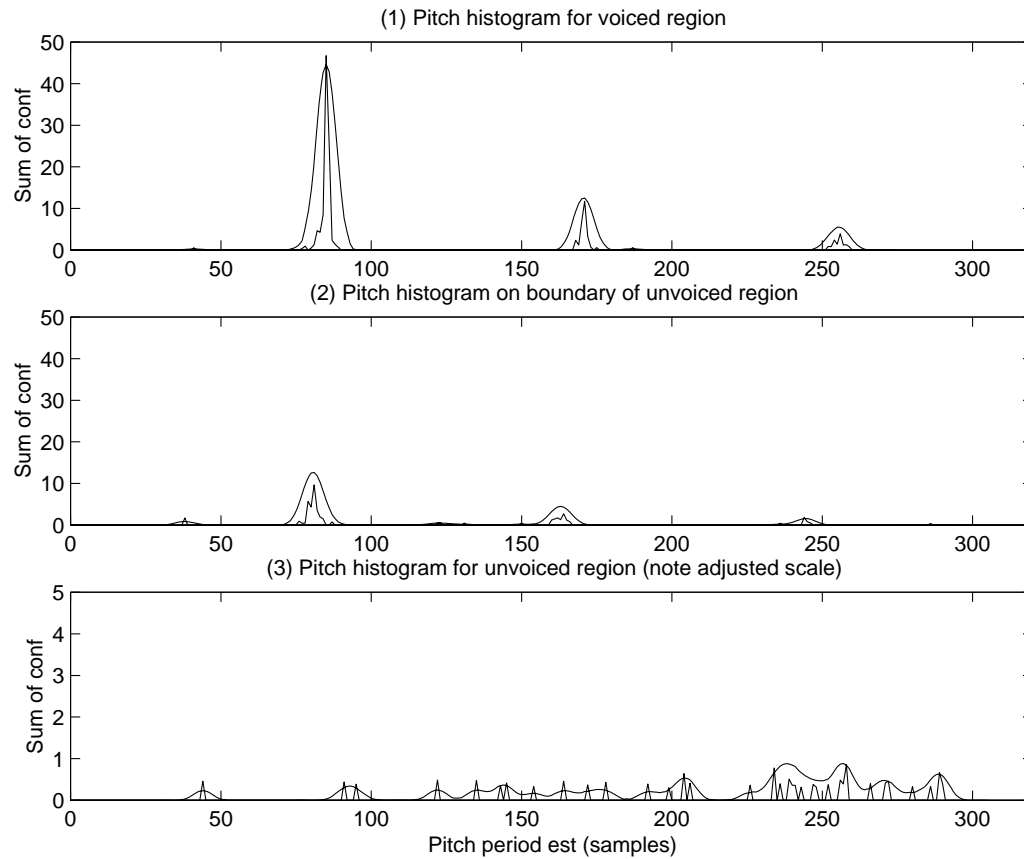 (1) Pitch histogram for voiced region
50
40
30
20
10
0
Sum of conf
0 50 100 150 200 250 300
(2) Pitch histogram on boundary of unvoiced region
50
40
30
20
10
0
Sum of conf
0 50 100 150 200 250 300
(3) Pitch histogram for unvoiced region (note adjusted scale)
5
4
3
2
1
0
Sum of conf
0 50 100 150 200 250 300
Pitch period est (samples)